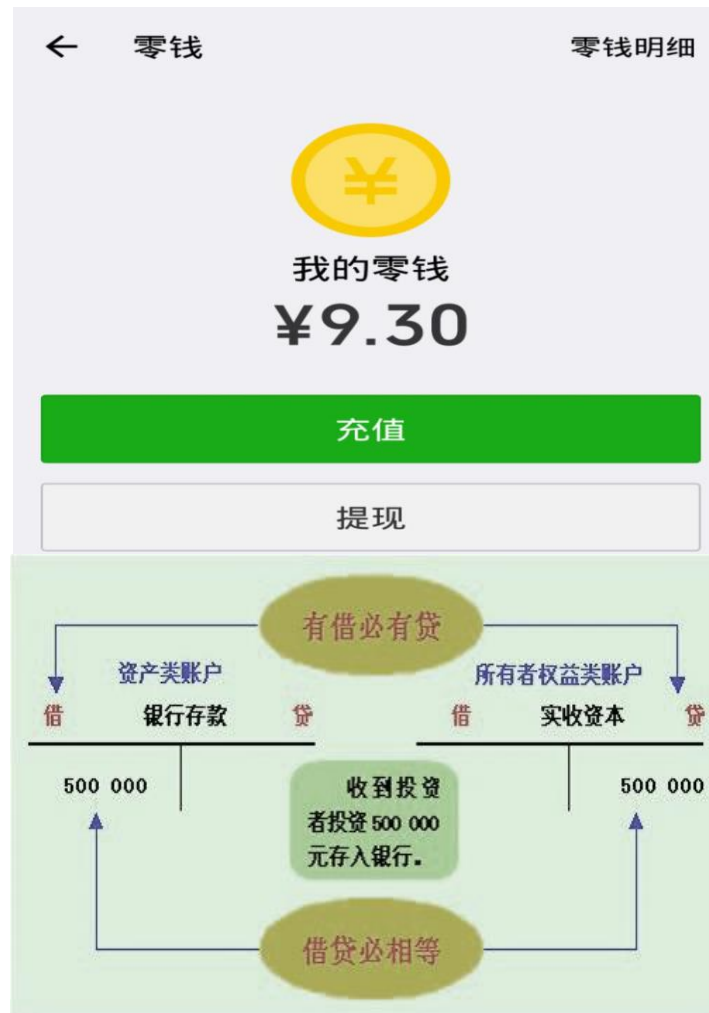 零钱
零钱明细
¥
我的零钱
¥9.30
充值
提现
有借必有贷
资产类账户
所有者权益类账户
借 银行存款 贷
借 实收资本 贷
500 000
500 000
收到投资
者投资 500 000
元存入银行。
借贷必相等